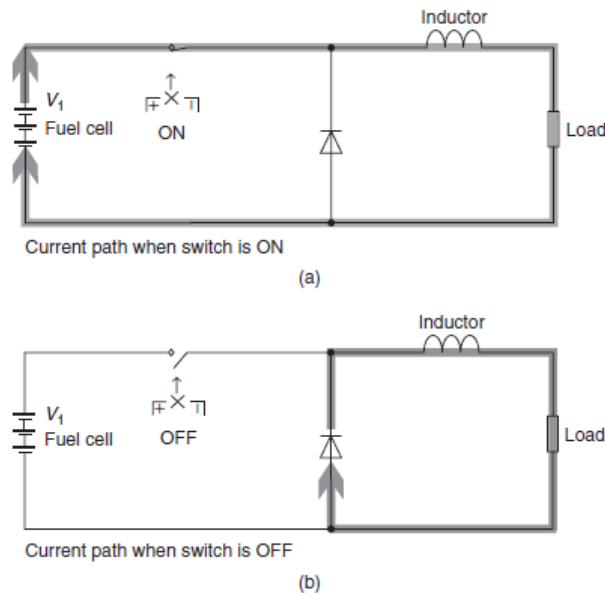 Inductor
V1
Fuel cell
ON
Load
Current path when switch is ON
(a)
Inductor
V1
Fuel cell
OFF
Load
Current path when switch is OFF
(b)